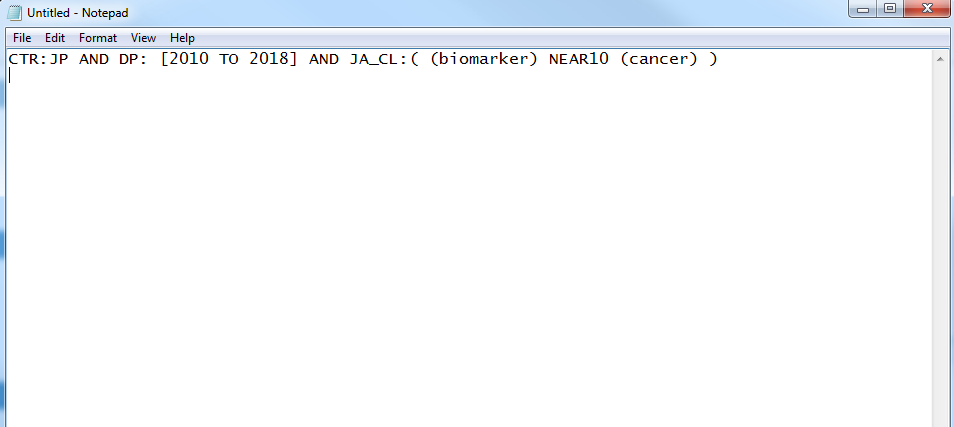 Untitled - Notepad
File Edit Format View Help
CTR:JP AND DP: [2010 TO 2018] AND JA_CL:( (biomarker) NEAR10 (cancer) )